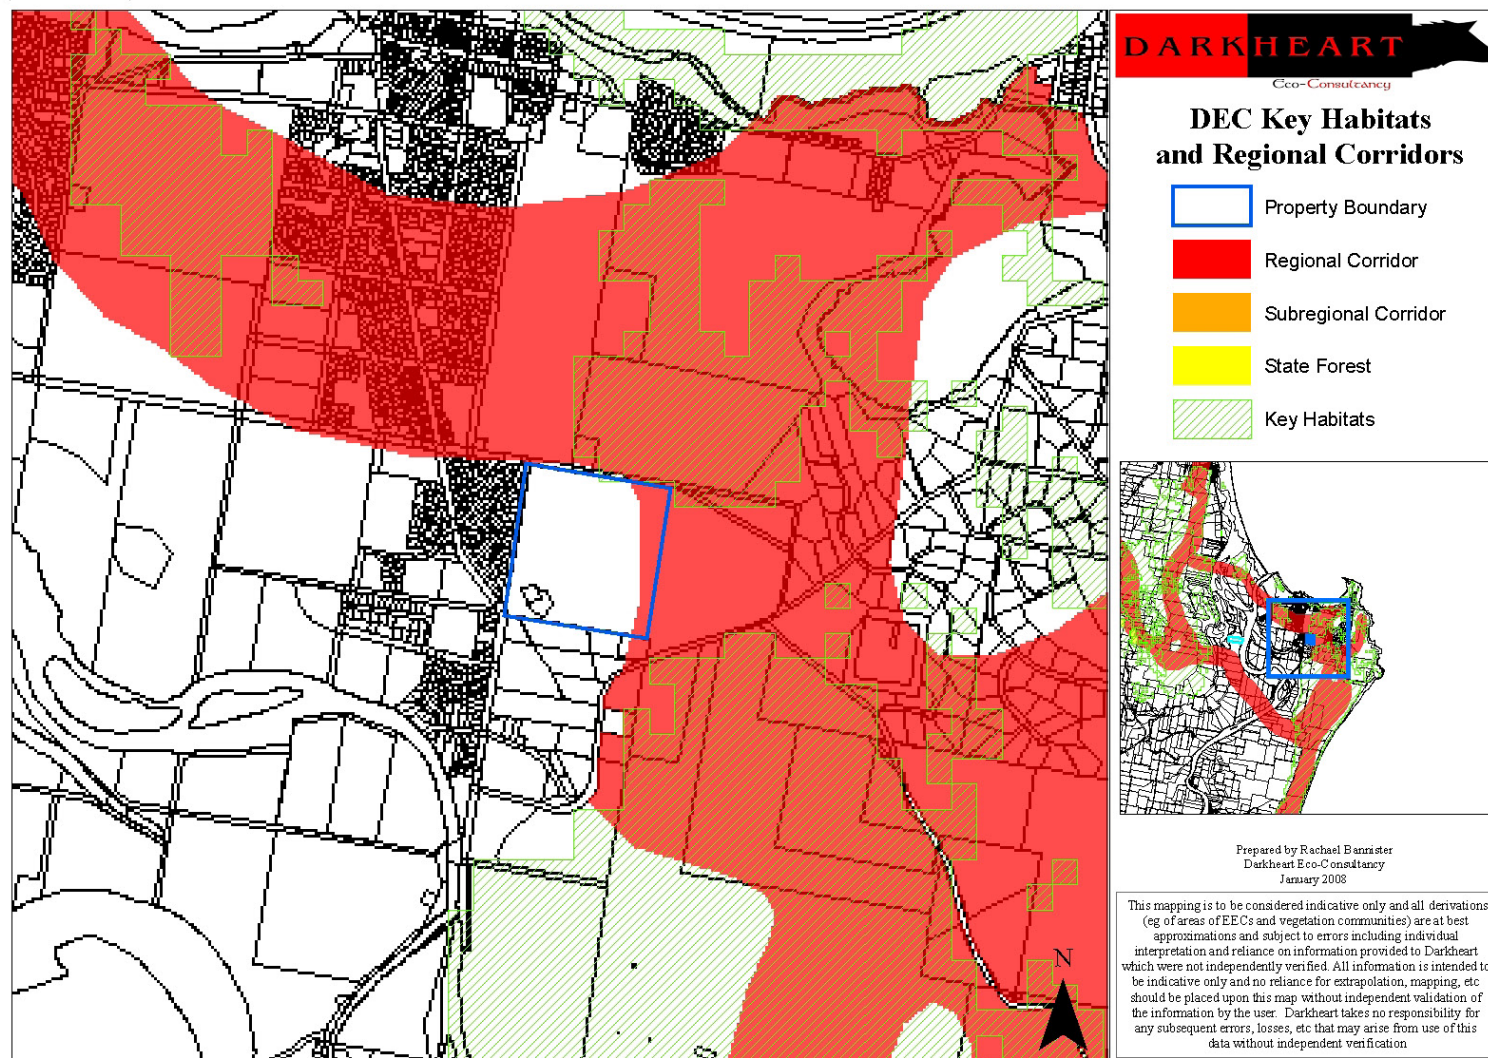 DARKHEART
Eco-Consultancy
DEC Key Habitats
and Regional Corridors
Property Boundary
Regional Corridor
Subregional Corridor
State Forest
Key Habitats
Prepared by Rachael Bannister
Darkheart Eco-Consultancy
January 2008
This mapping is to be considered indicative only and all derivations
(eg of areas of EECs and vegetation communities) are at best
approximations and subject to errors including individual
interpretation and reliance on information provided to Darkheart
which were not independently verified. All information is intended to
be indicative only and no reliance for extrapolation, mapping, etc
should be placed upon this map without independent validation of
the information by the user. Darkheart takes no responsibility for
any subsequent errors, losses, etc that may arise from use of this
data without independent verification
N